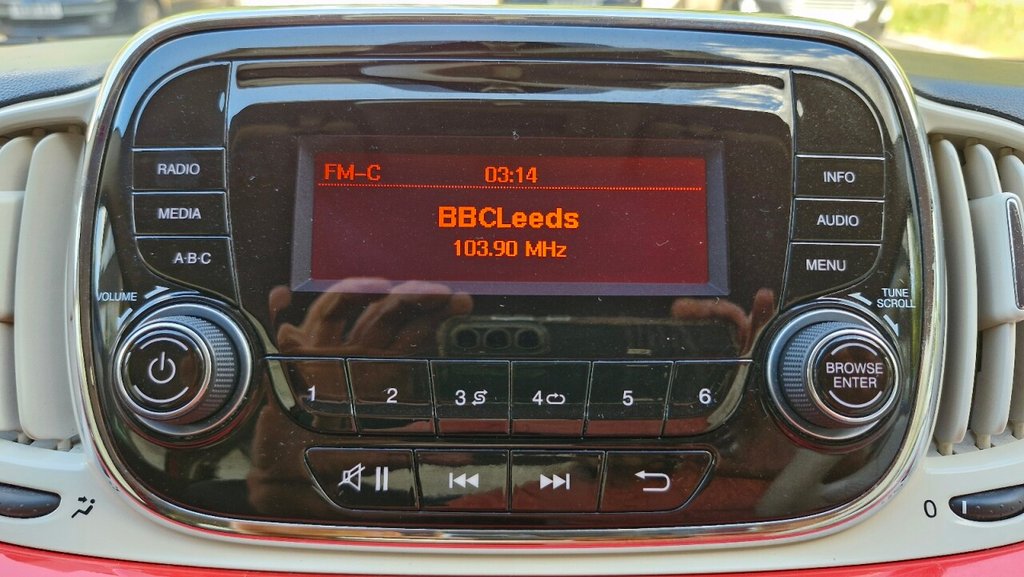 RADIO
MEDIA
A·B·C
FM-C 03:14
BBCLeeds
103.90 MHz
INFO
AUDIO
MENU
VOLUME
TUNE
SCROLL
BROWSE
ENTER
1 2 3 4 5 6
0